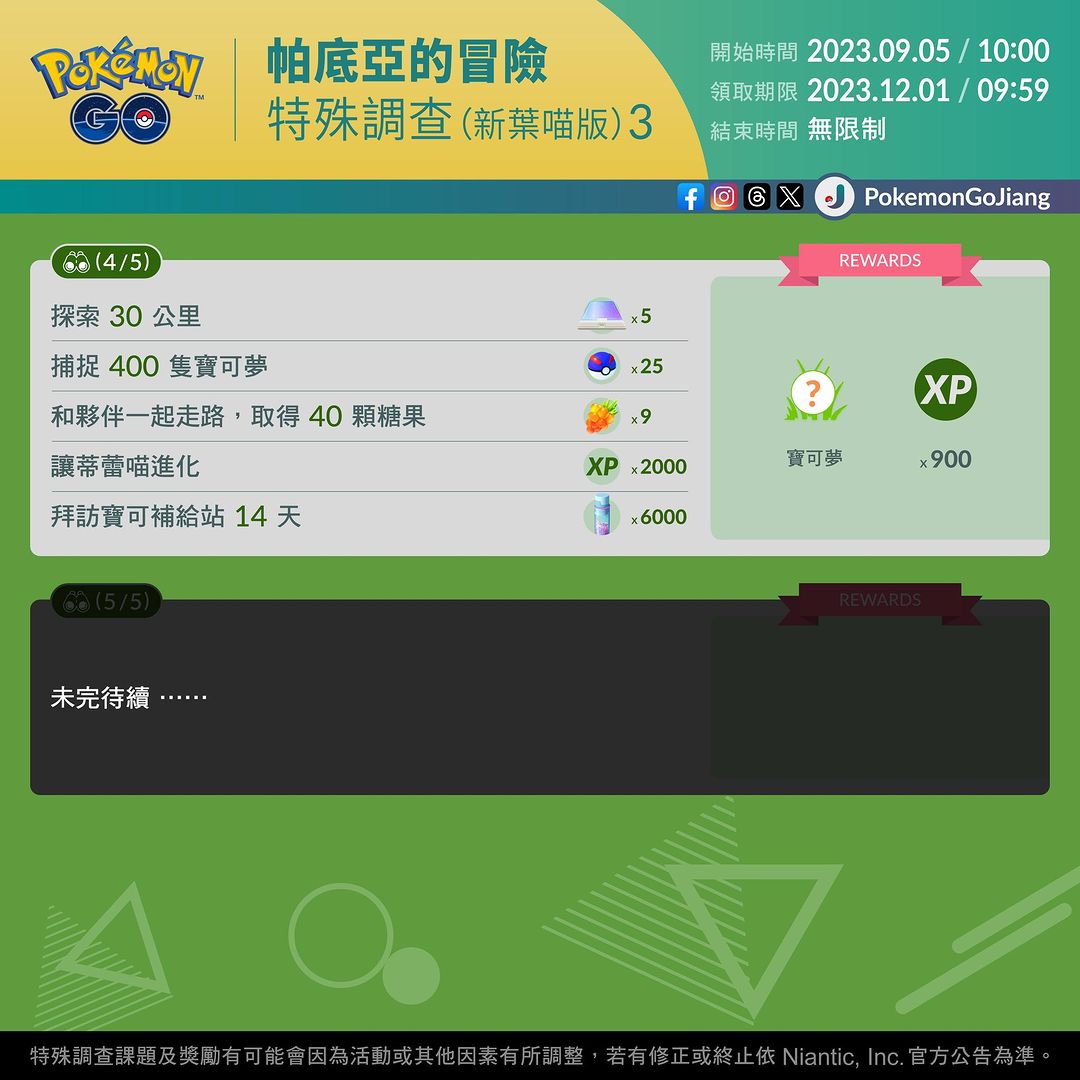 POKéMON GO™
帕底亞的冒險
特殊調查(新葉喵版)3
開始時間 2023.09.05 / 10:00
領取期限 2023.12.01 / 09:59
結束時間 無限制
PokemonGoJiang
(4/5)
REWARDS
探索 30 公里 x5
捕捉 400 隻寶可夢 x25
和夥伴一起走路，取得 40 顆糖果 x9
讓蒂蕾喵進化 XP x2000
拜訪寶可補給站 14 天 x6000
?
XP
寶可夢
x900
(5/5)
REWARDS
未完待續 ⋯⋯
特殊調查課題及獎勵有可能會因為活動或其他因素有所調整，若有修正或終止依 Niantic, Inc. 官方公告為準。